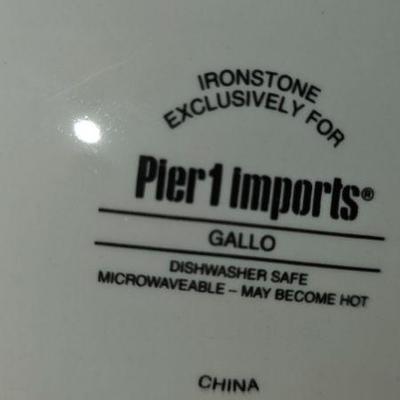 IRONSTONE
EXCLUSIVELY FOR
Pier 1 imports®
GALLO
DISHWASHER SAFE
MICROWAVEABLE – MAY BECOME HOT
CHINA